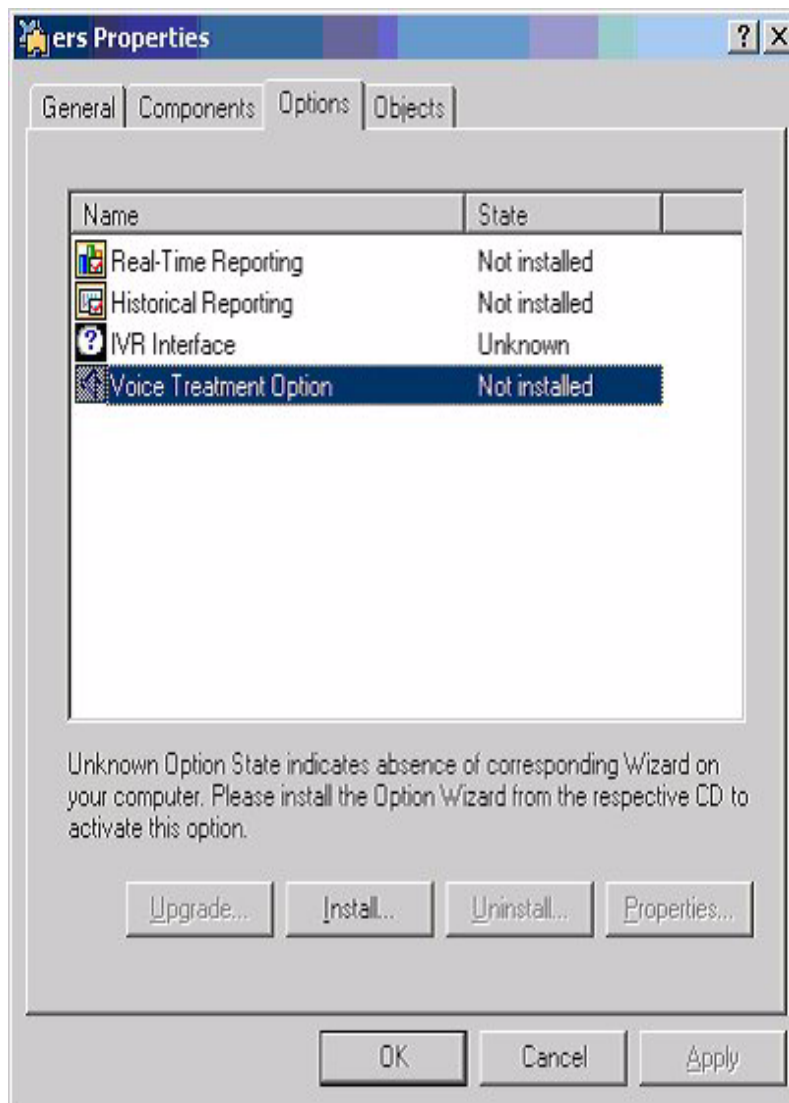 ers Properties
General Components Options Objects
Name State
Real-Time Reporting Not installed
Historical Reporting Not installed
IVR Interface Unknown
Voice Treatment Option Not installed
Unknown Option State indicates absence of corresponding Wizard on
your computer. Please install the Option Wizard from the respective CD to
activate this option.
Upgrade... Install... Uninstall... Properties...
OK Cancel Apply